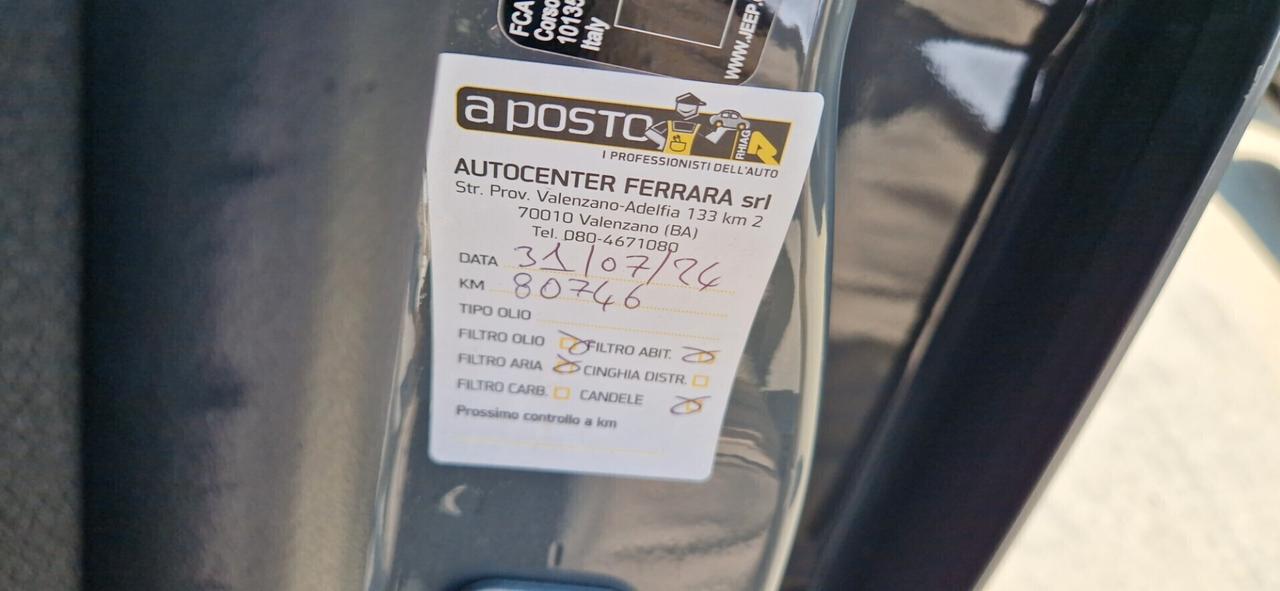 FCA
Corso
10135
Italy
WWW.JEEP.
a POSTO
RHIAG
I PROFESSIONISTI DELL'AUTO
AUTOCENTER FERRARA srl
Str. Prov. Valenzano-Adelfia 133 km 2
70010 Valenzano (BA)
Tel. 080-4671080
DATA 31/07/24
KM 80746
TIPO OLIO
FILTRO OLIO FILTRO ABIT.
FILTRO ARIA CINGHIA DISTR.
FILTRO CARB. CANDELE
Prossimo controllo a km